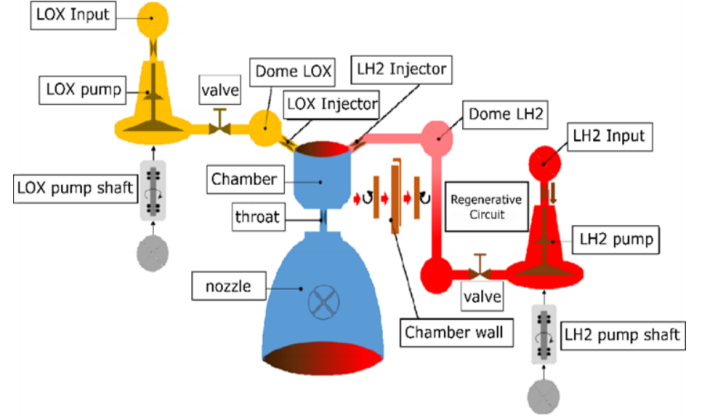 LOX Input
LOX pump
valve
Dome LOX
LH2 Injector
LOX Injector
Dome LH2
LH2 Input
LOX pump shaft
Chamber
Regenerative
Circuit
throat
LH2 pump
nozzle
valve
Chamber wall
LH2 pump shaft